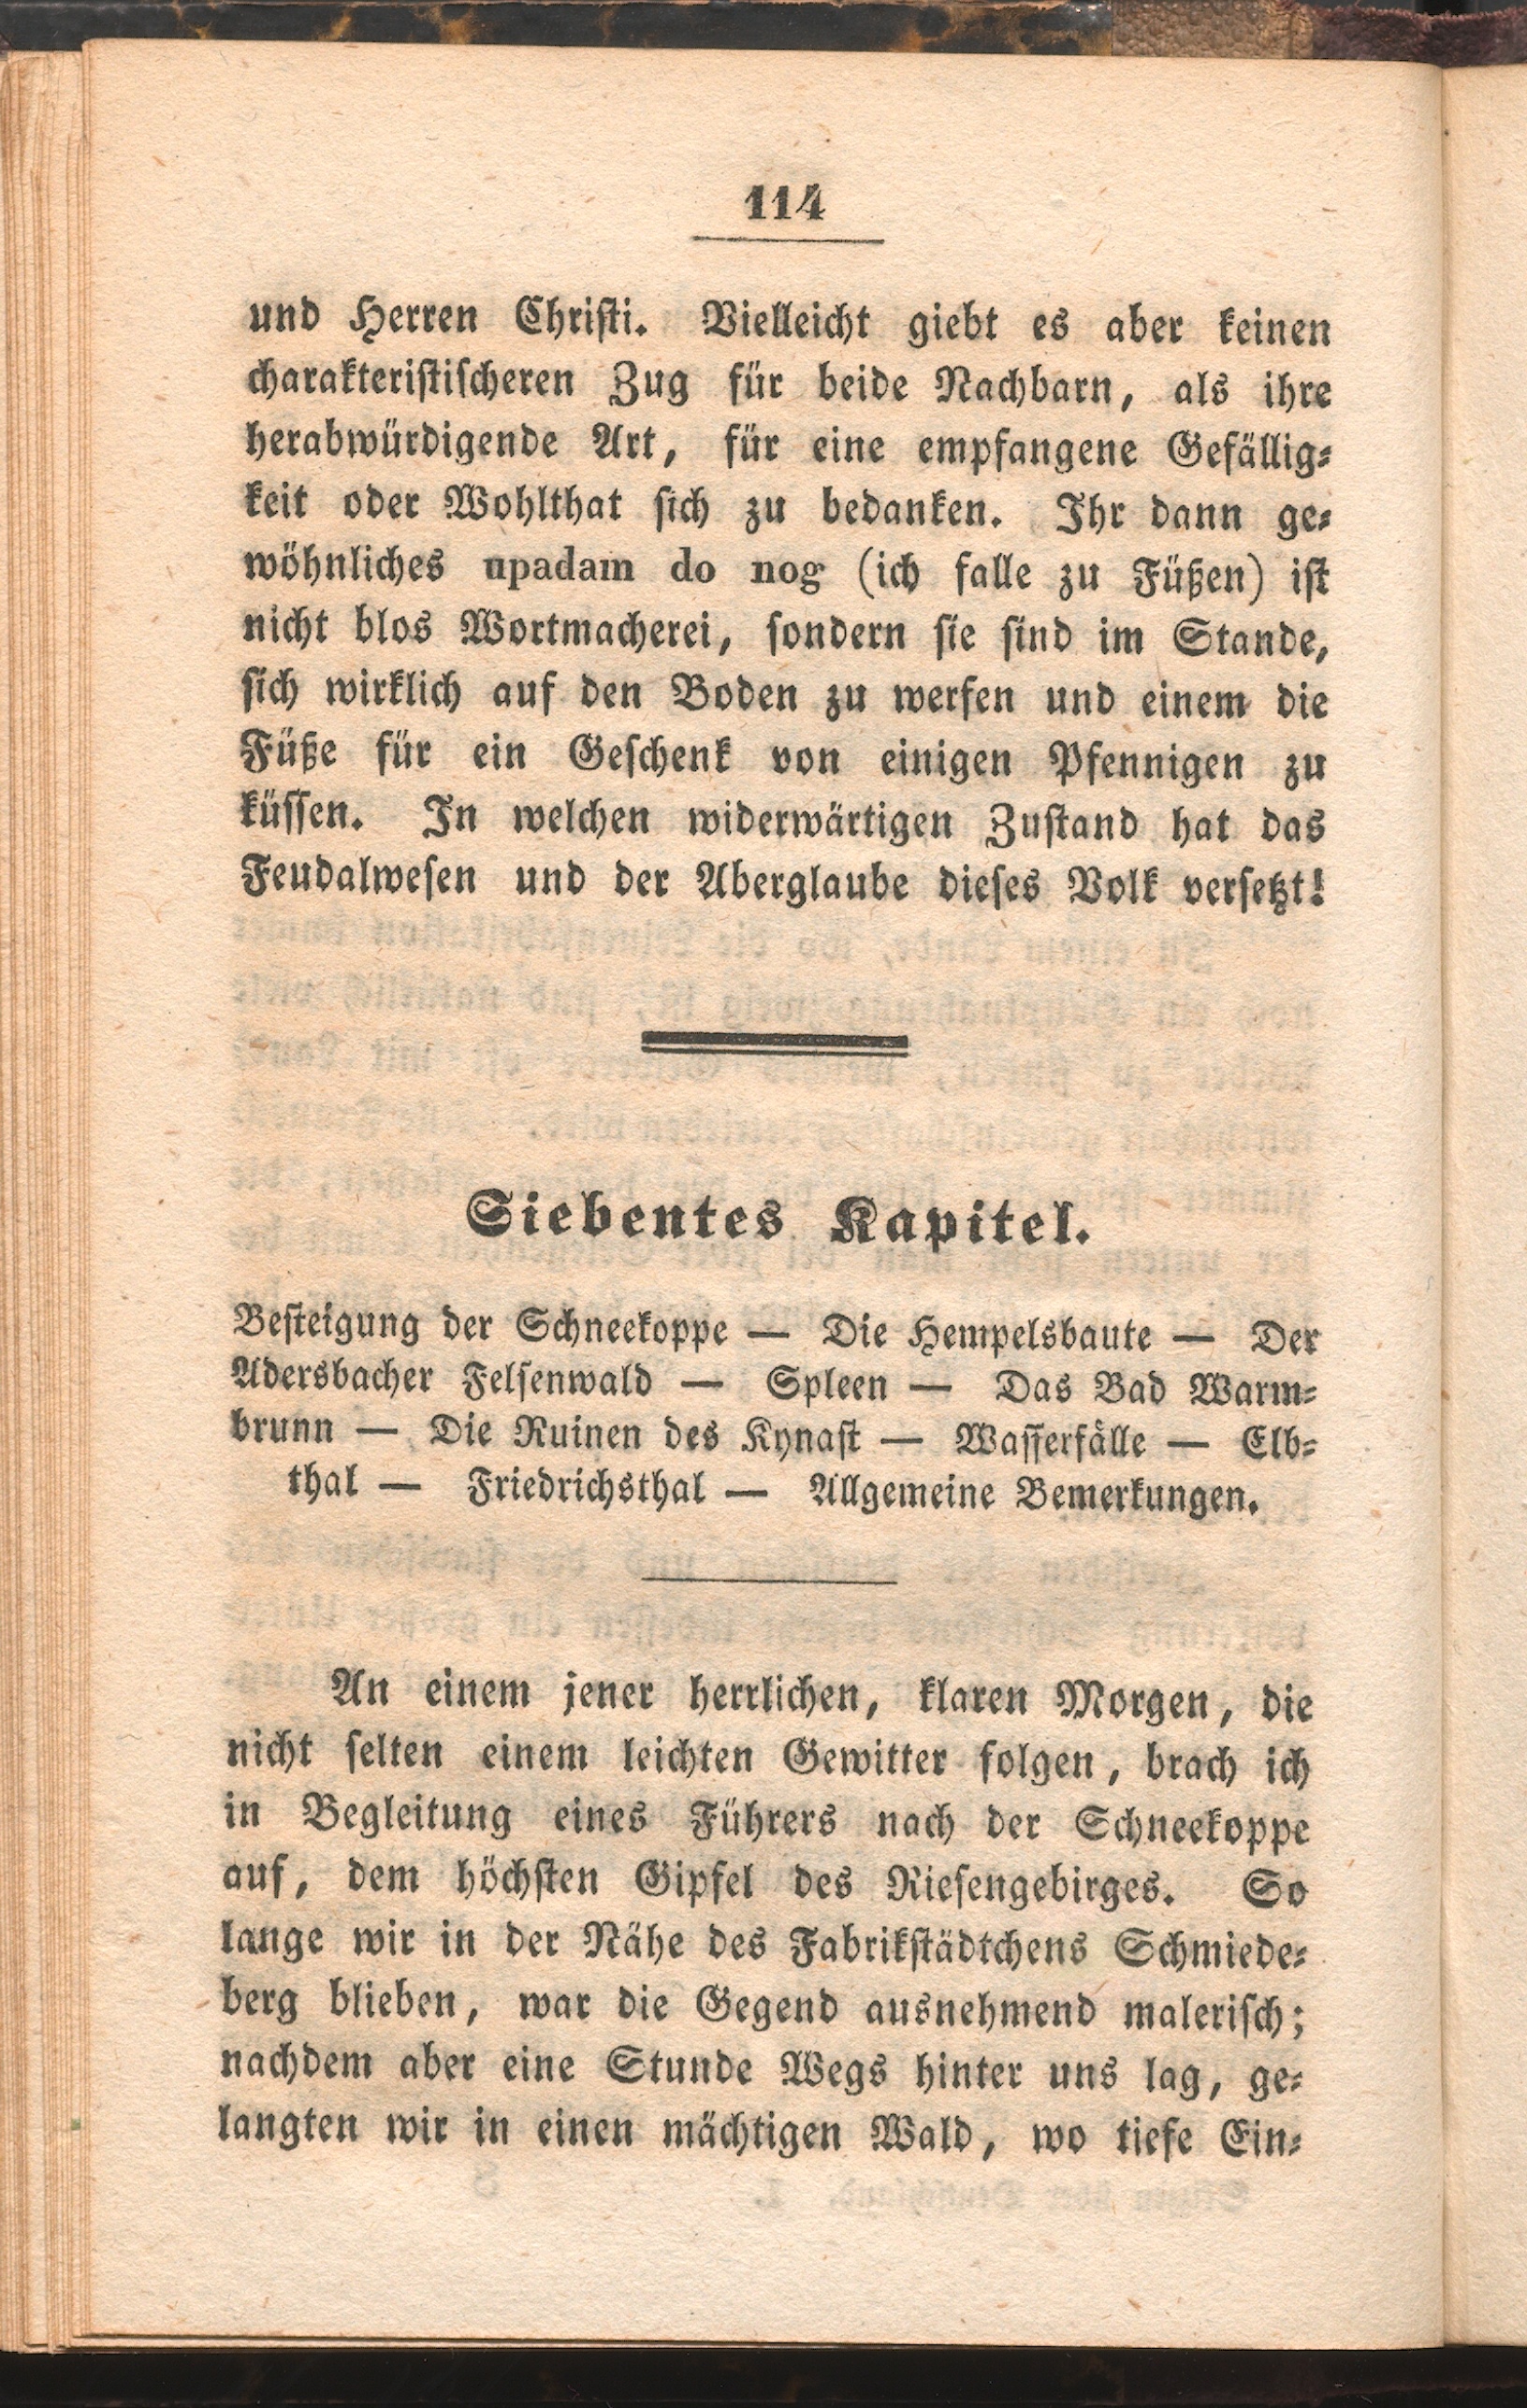 114
und Herren Christi. Vielleicht giebt es aber keinen
charakteristischeren Zug für beide Nachbarn, als ihre
herabwürdigende Art, für eine empfangene Gefällig-
keit oder Wohlthat sich zu bedanken. Ihr dann ge-
wöhnliches upadam do nog (ich falle zu Füßen) ist
nicht blos Wortmacherei, sondern sie sind im Stande,
sich wirklich auf den Boden zu werfen und einem die
Füße für ein Geschenk von einigen Pfennigen zu
küssen. In welchen widerwärtigen Zustand hat das
Feudalwesen und der Aberglaube dieses Volk versetzt!
Siebentes Kapitel.
Besteigung der Schneekoppe — Die Hempelsbaute — Der
Adersbacher Felsenwald — Spleen — Das Bad Warm-
brunn — Die Ruinen des Kynast — Wasserfälle — Elb-
thal — Friedrichsthal — Allgemeine Bemerkungen.
An einem jener herrlichen, klaren Morgen, die
nicht selten einem leichten Gewitter folgen, brach ich
in Begleitung eines Führers nach der Schneekoppe
auf, dem höchsten Gipfel des Riesengebirges. So
lange wir in der Nähe des Fabrikstädtchens Schmiede-
berg blieben, war die Gegend ausnehmend malerisch;
nachdem aber eine Stunde Wegs hinter uns lag, ge-
langten wir in einen mächtigen Wald, wo tiefe Ein-